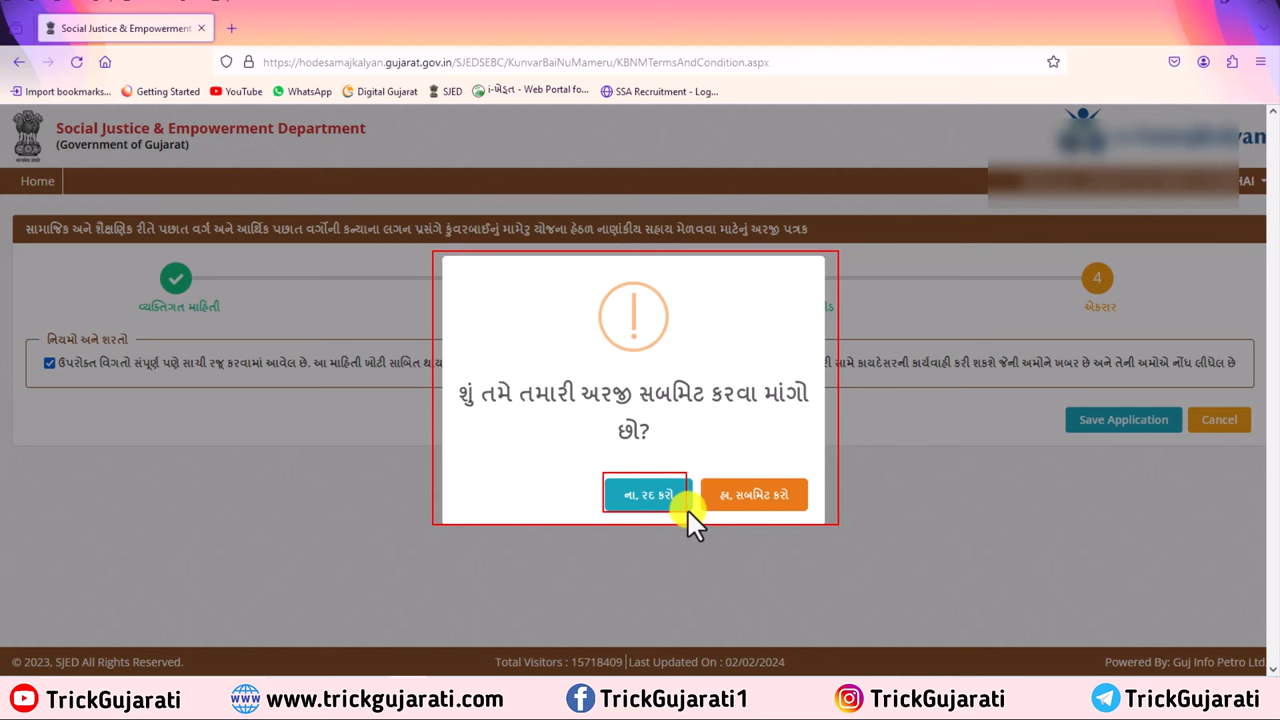 Social Justice & Empowerment
https://hodesamajkalyan.gujarat.gov.in/SJEDSEBC/KunvarBaiNuMameru/KBNMTermsAndCondition.aspx
Import bookmarks... Getting Started YouTube WhatsApp Digital Gujarat SJED i-ખેડૂત - Web Portal fo... SSA Recruitment - Log...
Social Justice & Empowerment Department
(Government of Gujarat)
Home
HAI
સામાજિક અને શૈક્ષણિક રીતે પછાત વર્ગ અને આર્થિક પછાત વર્ગોની કન્યાના લગન પ્રસંગે કુંવરબાઈનું મામેરુ યોજના હેઠળ નાણાંકીય સહાય મેળવવા માટેનું અરજી પત્રક
4
વ્યક્તિગત માહિતી
એકરાર
નિયમો અને શરતો
ઉપરોક્ત વિગતો સંપૂર્ણ પણે સાચી રજૂ કરવામાં આવેલ છે. આ માહિતી ખોટી સાબિત થ
સામે કાયદેસરની કાર્યવાહી કરી શકશે જેની અમોને ખબર છે અને તેની અમોએ નોંધ લીધેલ છે
શું તમે તમારી અરજી સબમિટ કરવા માંગો
છો?
Save Application Cancel
ના, રદ કરો હા, સબમિટ કરો
© 2023, SJED All Rights Reserved. Total Visitors : 15718409 Last Updated On : 02/02/2024 Powered By: Guj Info Petro Ltd
TrickGujarati www.trickgujarati.com TrickGujarati1 TrickGujarati TrickGujarati